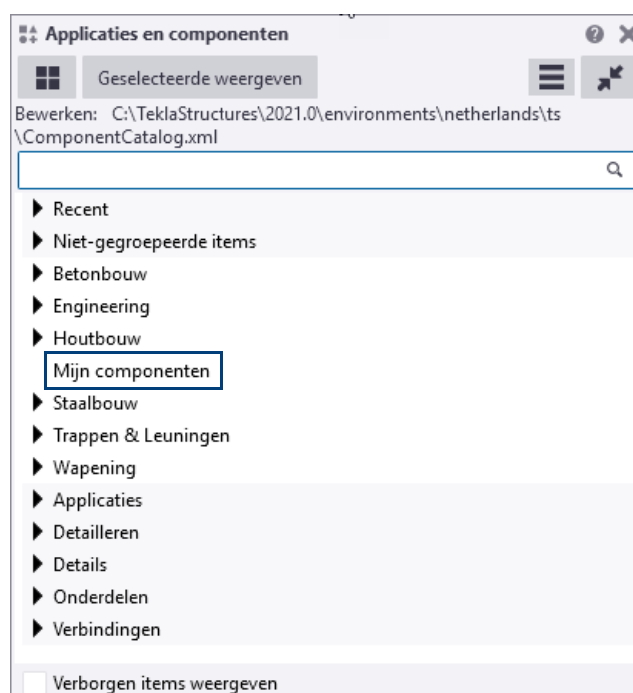 Applicaties en componenten
Geselecteerde weergeven
Bewerken: C:\TeklaStructures\2021.0\environments\netherlands\ts
\ComponentCatalog.xml
Recent
Niet-gegroepeerde items
Betonbouw
Engineering
Houtbouw
Mijn componenten
Staalbouw
Trappen & Leuningen
Wapening
Applicaties
Detailleren
Details
Onderdelen
Verbindingen
Verborgen items weergeven